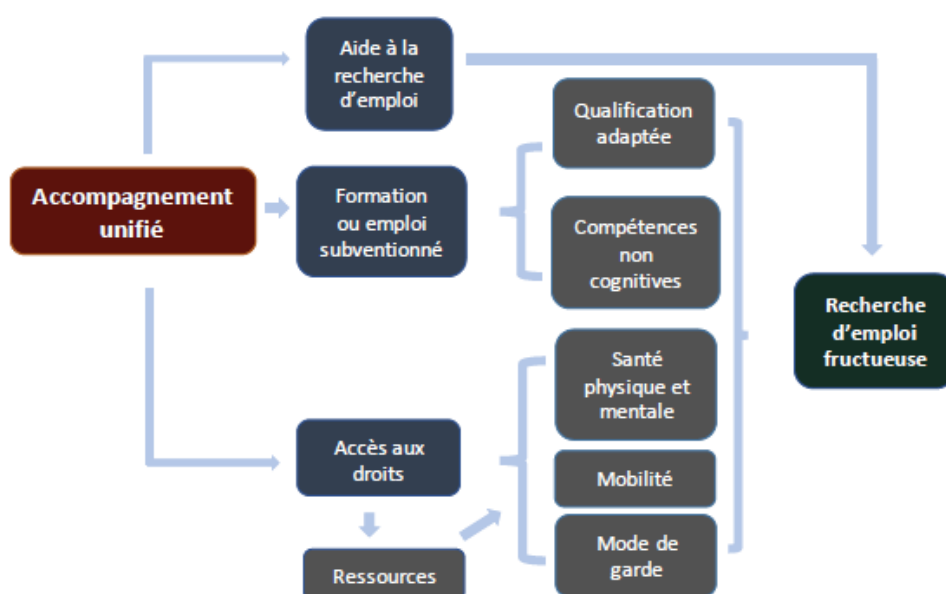 Aide à la
recherche
d’emploi
Qualification
adaptée
Accompagnement
unifié
Formation
ou emploi
subventionné
Compétences
non
cognitives
Recherche
d’emploi
fructueuse
Santé
physique et
mentale
Accès aux
droits
Mobilité
Mode de
garde
Ressources